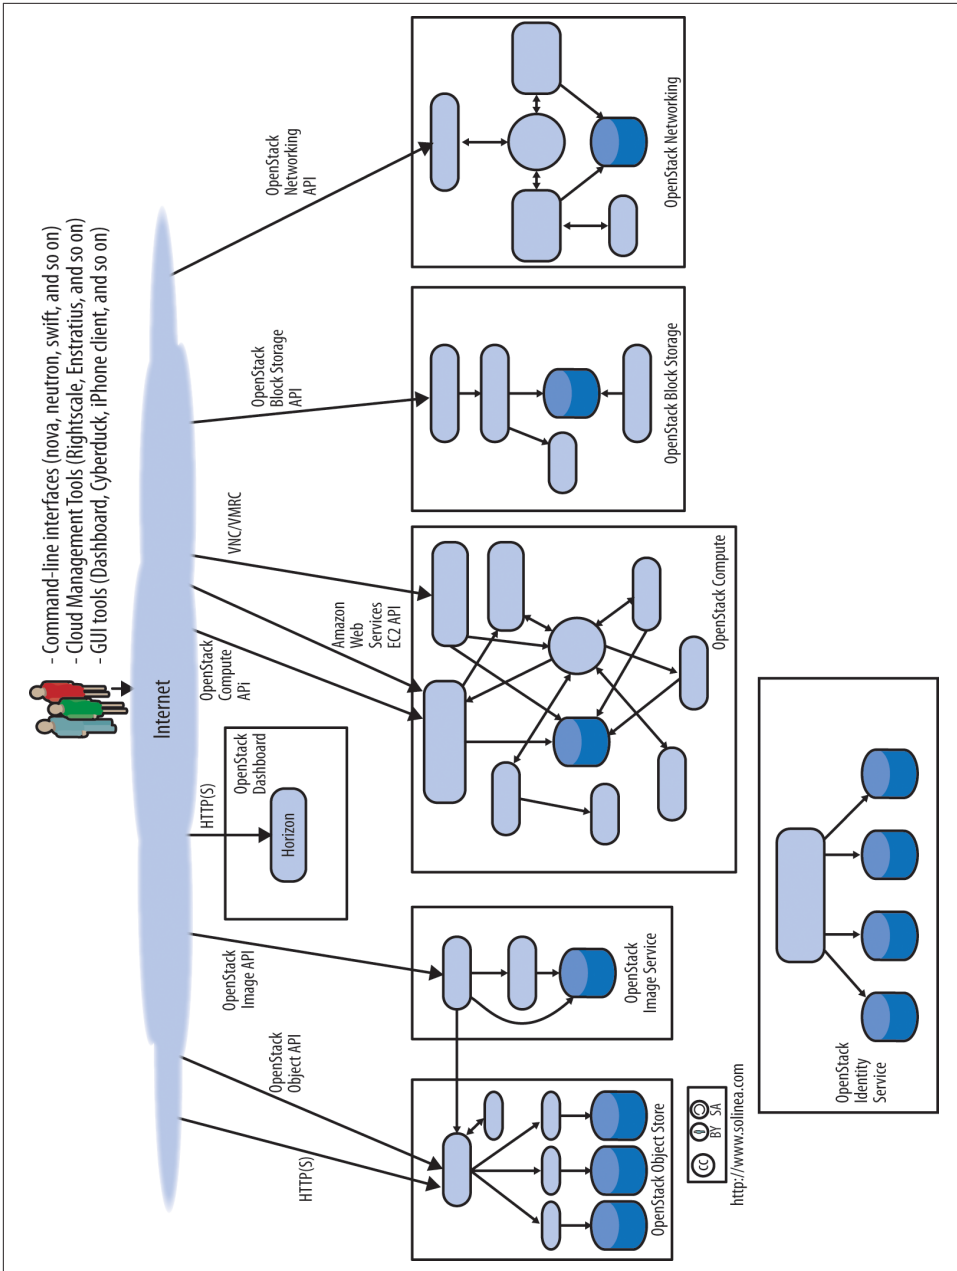 - Command-line interfaces (nova, neutron, swift, and so on)
- Cloud Management Tools (Rightscale, Enstratius, and so on)
- GUI tools (Dashboard, Cyberduck, iPhone client, and so on)
Internet
HTTP(S)
OpenStack
Object API
OpenStack
Image API
HTTP(S)
OpenStack
Dashboard
Horizon
OpenStack
Compute
APi
Amazon
Web
Services
EC2 API
VNC/VMRC
OpenStack
Block Storage
API
OpenStack
Networking
API
OpenStack Object Store
OpenStack
Image Service
OpenStack Compute
OpenStack Block Storage
OpenStack Networking
cc
BY SA
http://www.solinea.com
OpenStack
Identity
Service